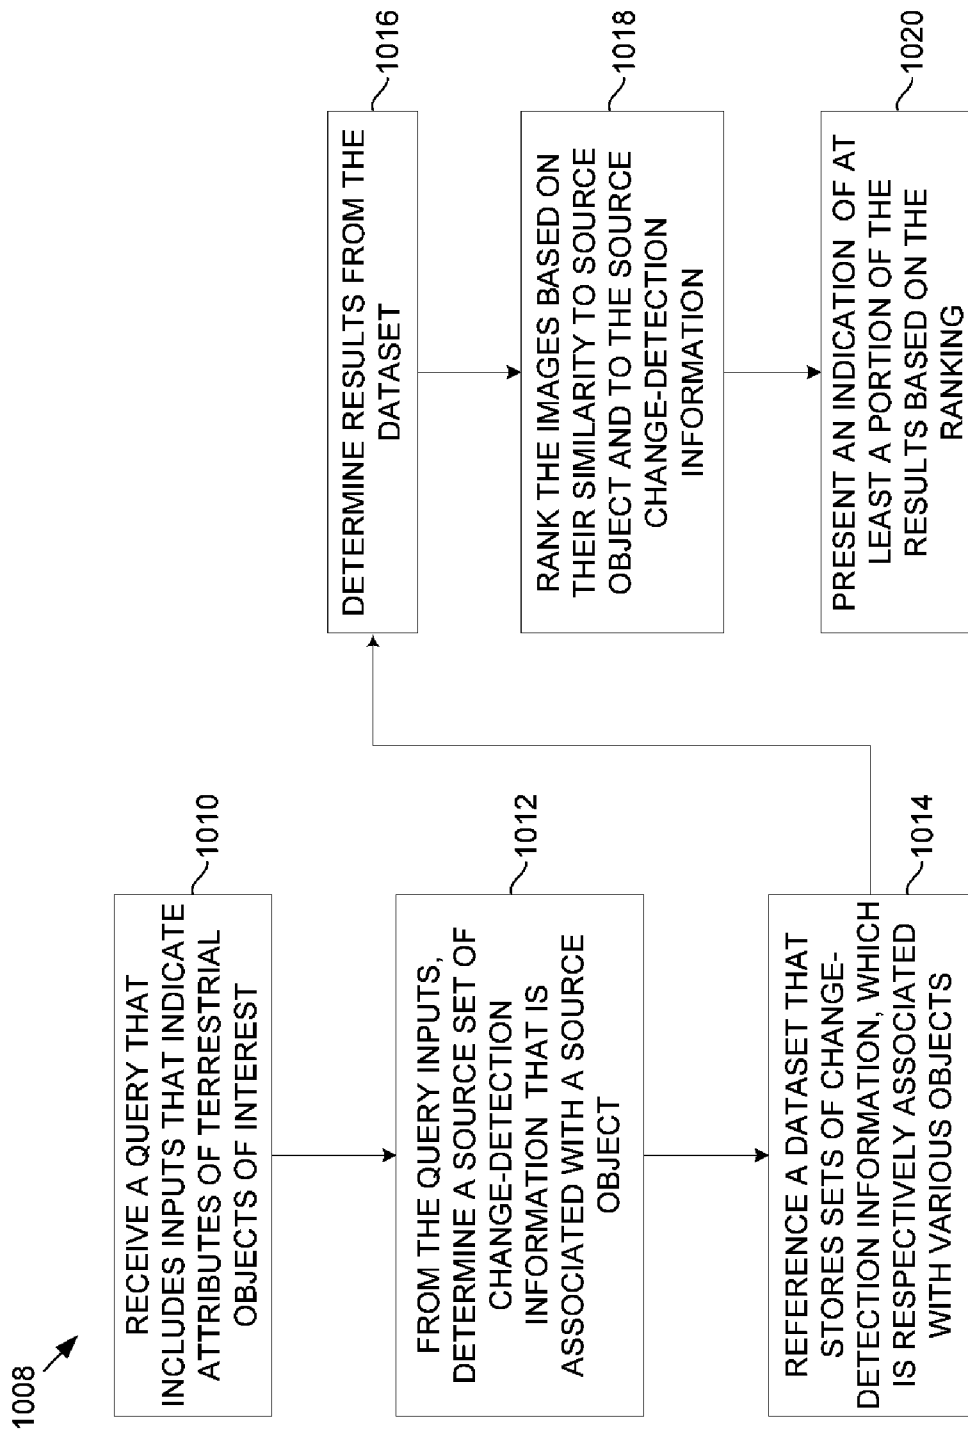 1008
RECEIVE A QUERY THAT
INCLUDES INPUTS THAT INDICATE
ATTRIBUTES OF TERRESTRIAL
OBJECTS OF INTEREST
1010
FROM THE QUERY INPUTS,
DETERMINE A SOURCE SET OF
CHANGE-DETECTION
INFORMATION THAT IS
ASSOCIATED WITH A SOURCE
OBJECT
1012
REFERENCE A DATASET THAT
STORES SETS OF CHANGE-
DETECTION INFORMATION, WHICH
IS RESPECTIVELY ASSOCIATED
WITH VARIOUS OBJECTS
1014
DETERMINE RESULTS FROM THE
DATASET
1016
RANK THE IMAGES BASED ON
THEIR SIMILARITY TO SOURCE
OBJECT AND TO THE SOURCE
CHANGE-DETECTION
INFORMATION
1018
PRESENT AN INDICATION OF AT
LEAST A PORTION OF THE
RESULTS BASED ON THE
RANKING
1020